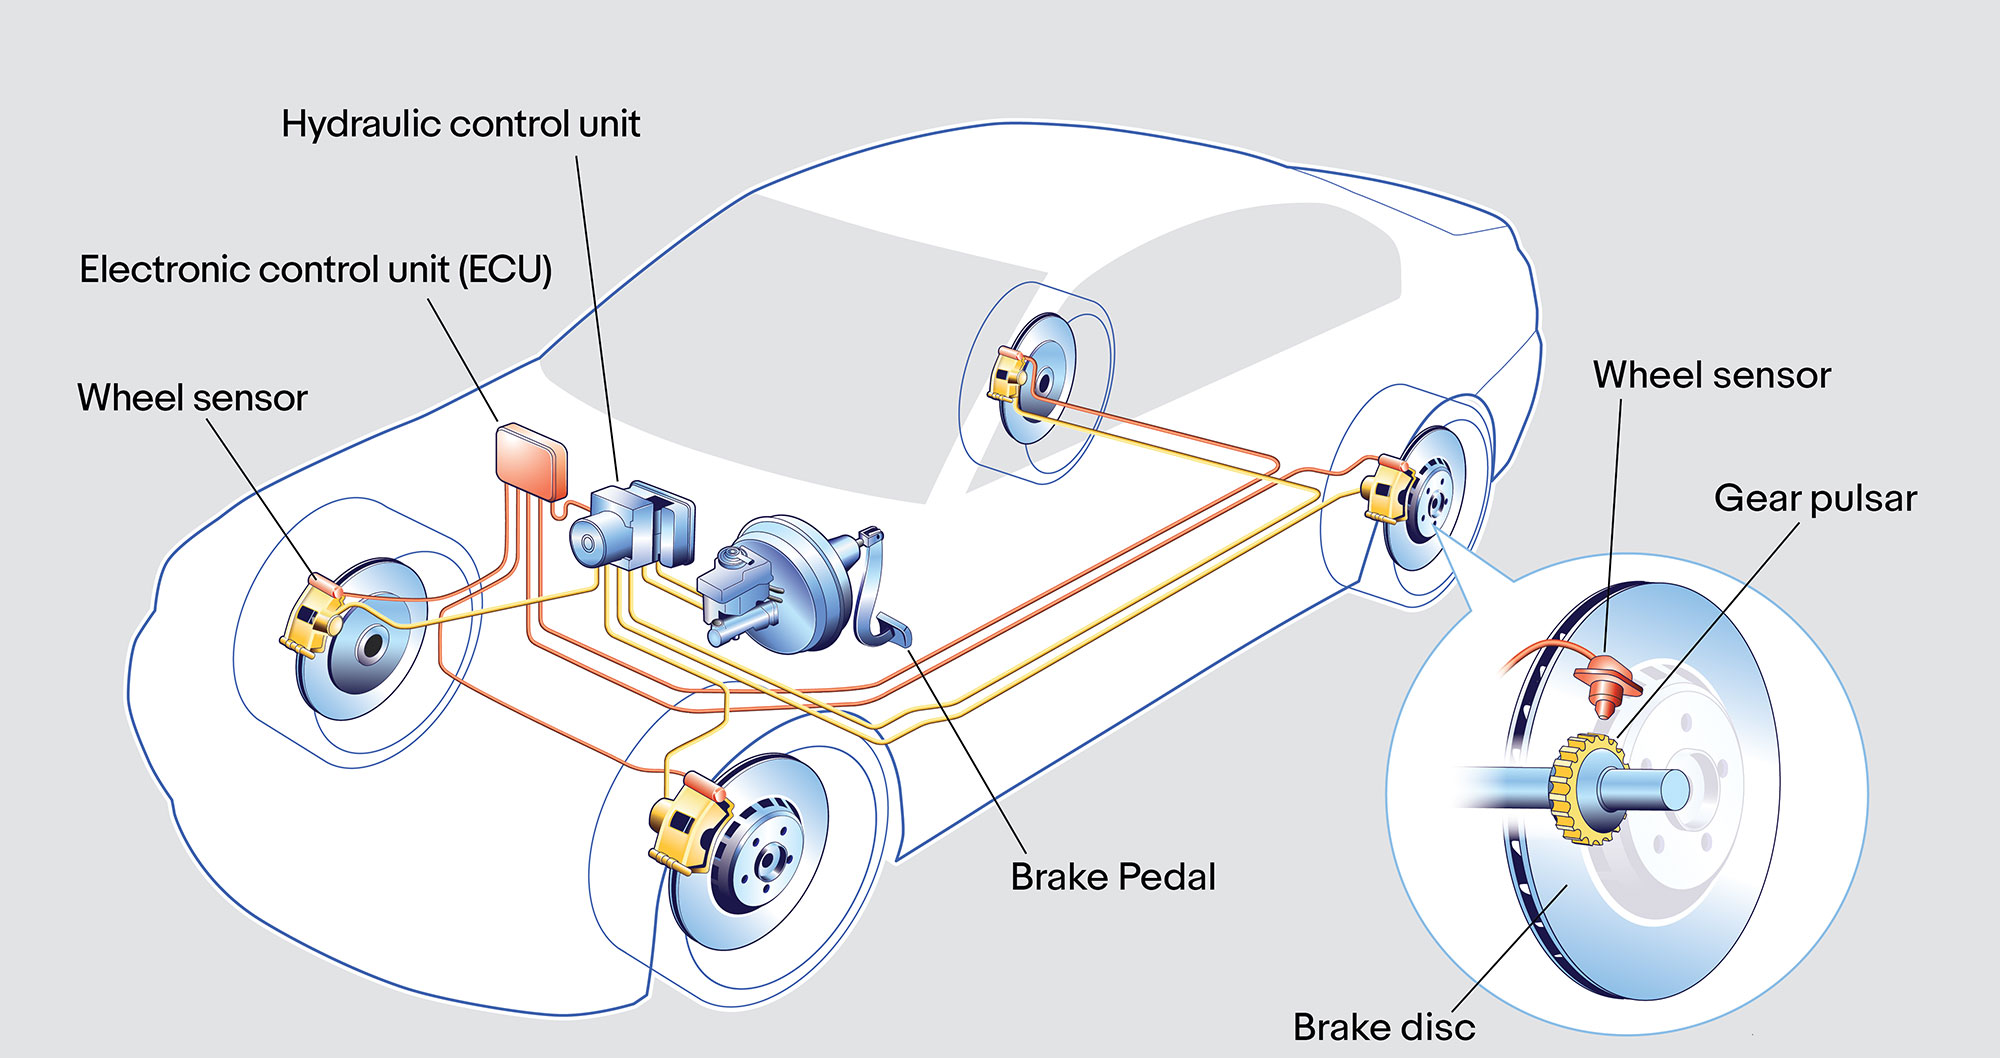 Hydraulic control unit
Electronic control unit (ECU)
Wheel sensor
Wheel sensor
Gear pulsar
Brake Pedal
Brake disc